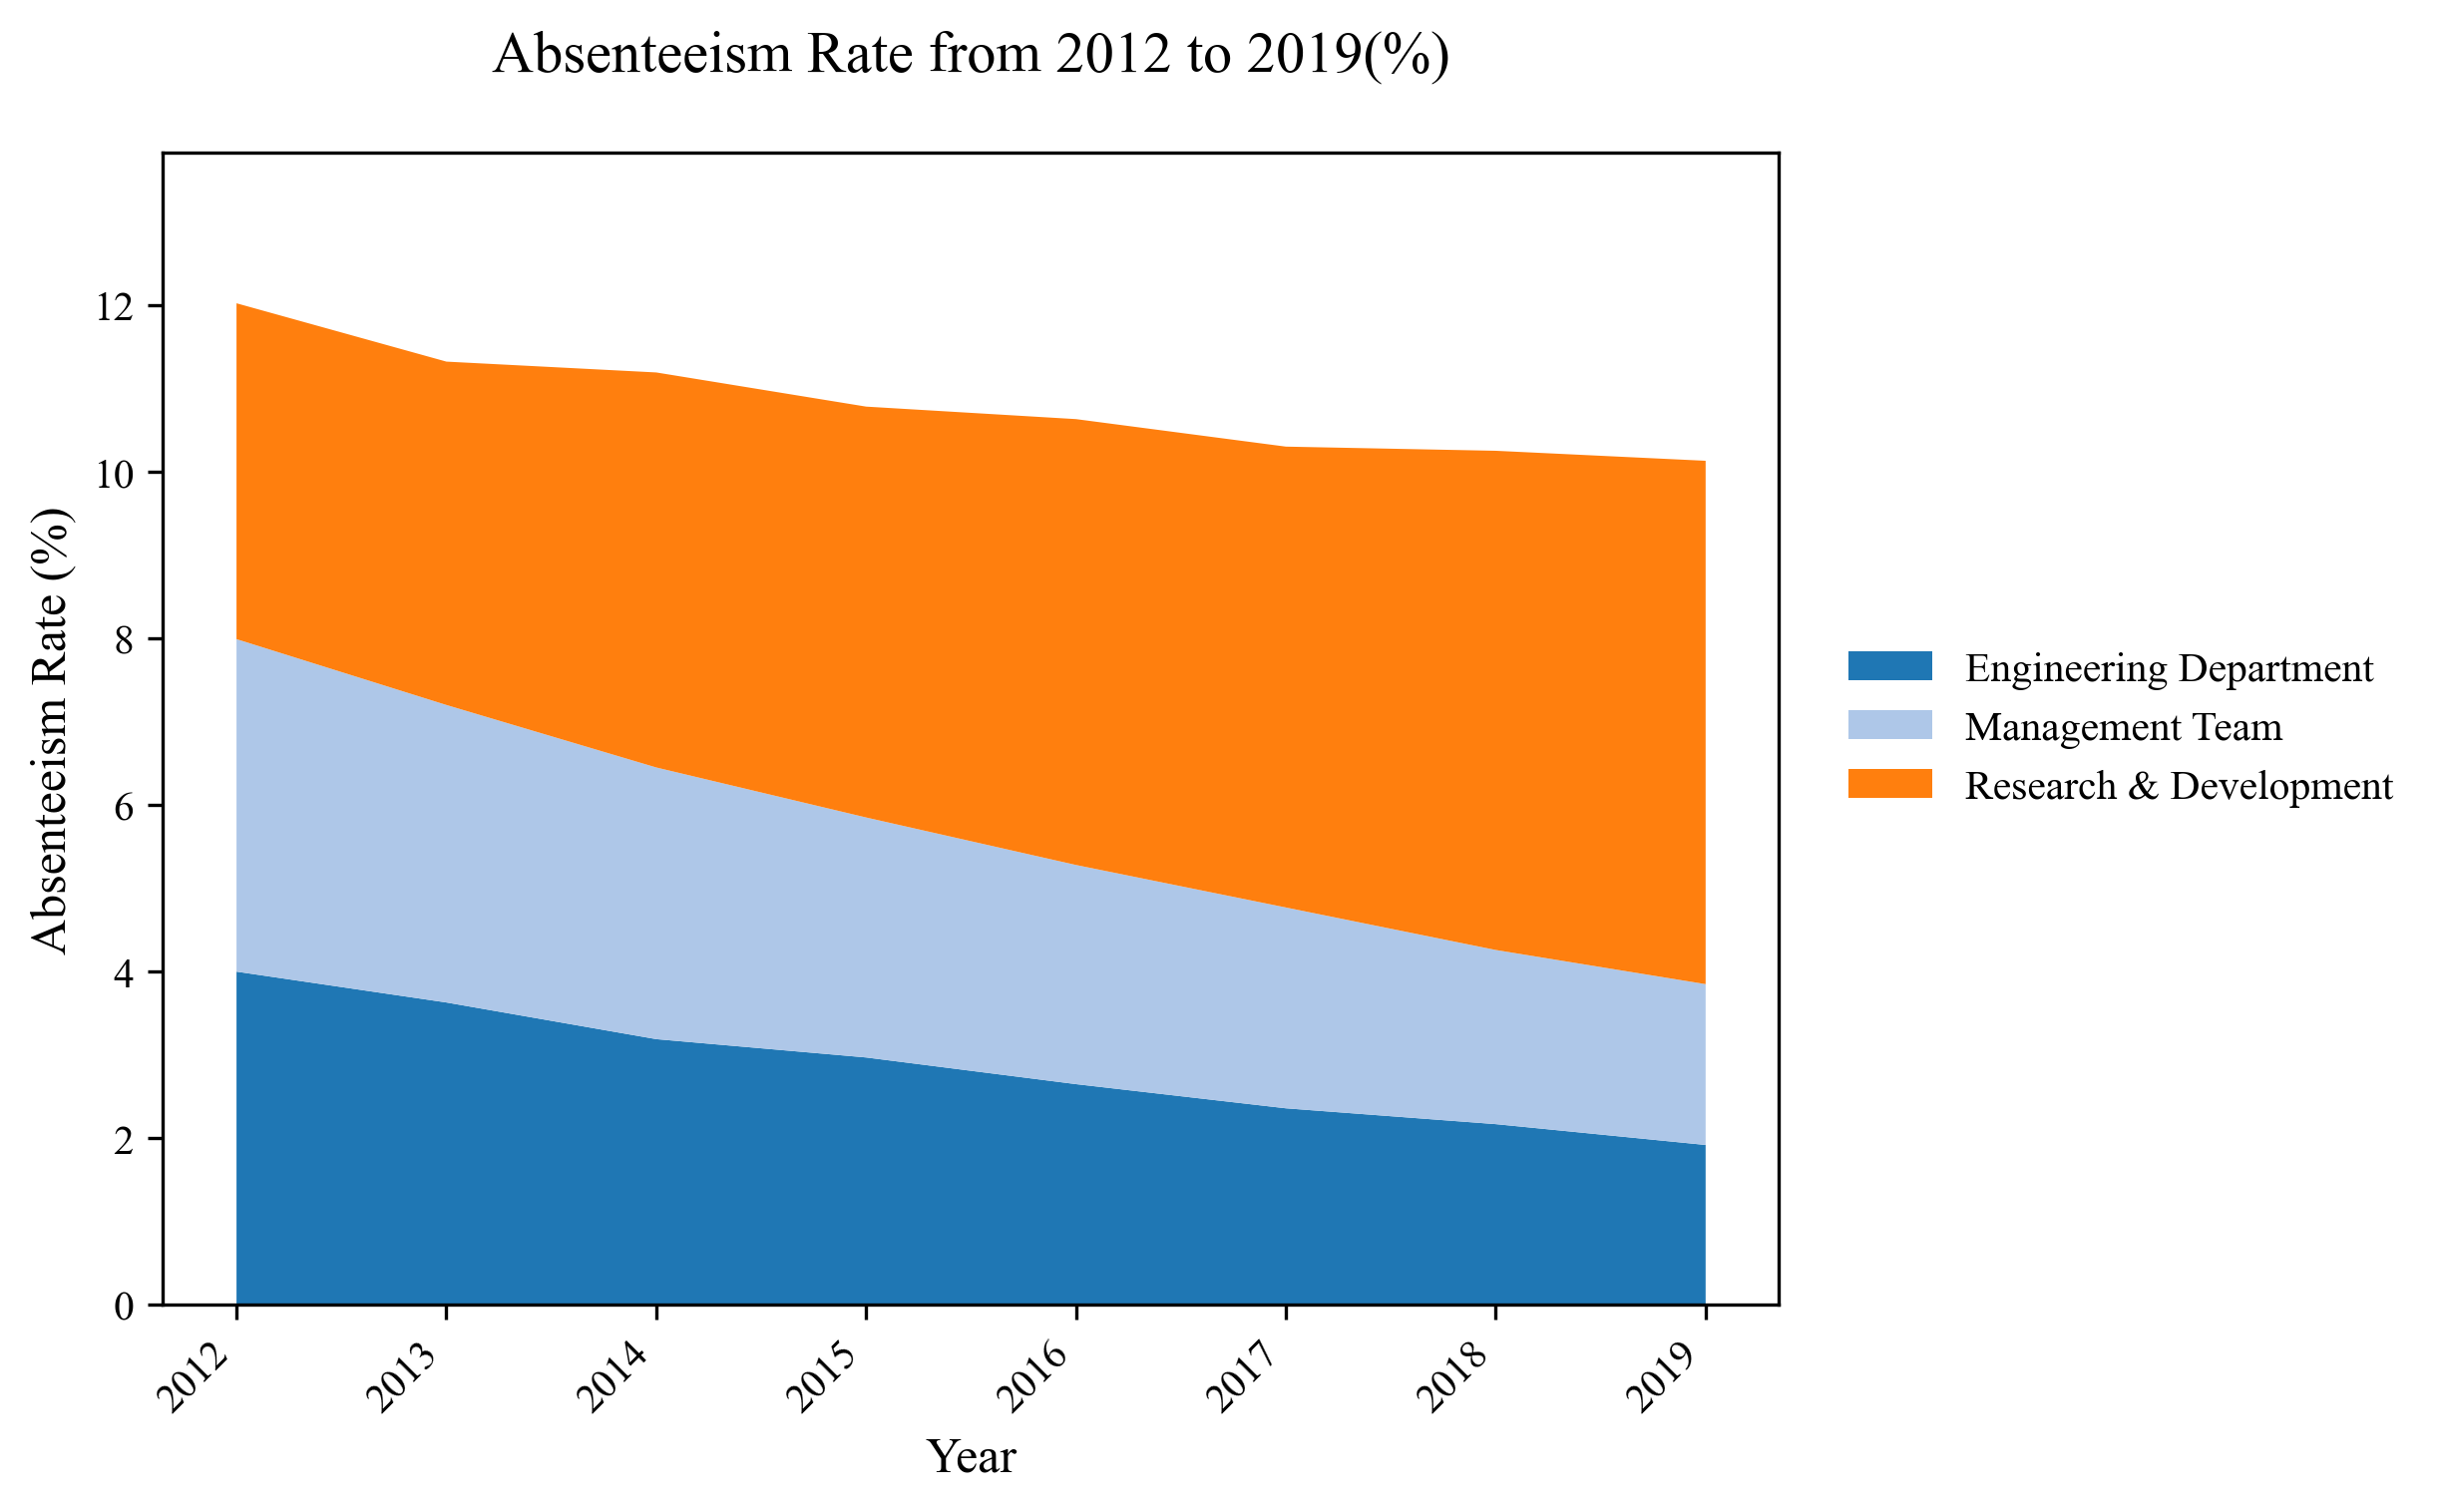 Absenteeism Rate from 2012 to 2019(%)
Absenteeism Rate (%)
12
10
8
6
4
2
0
2012
2013
2014
2015
2016
2017
2018
2019
Year
Engineering Department
Management Team
Research & Development